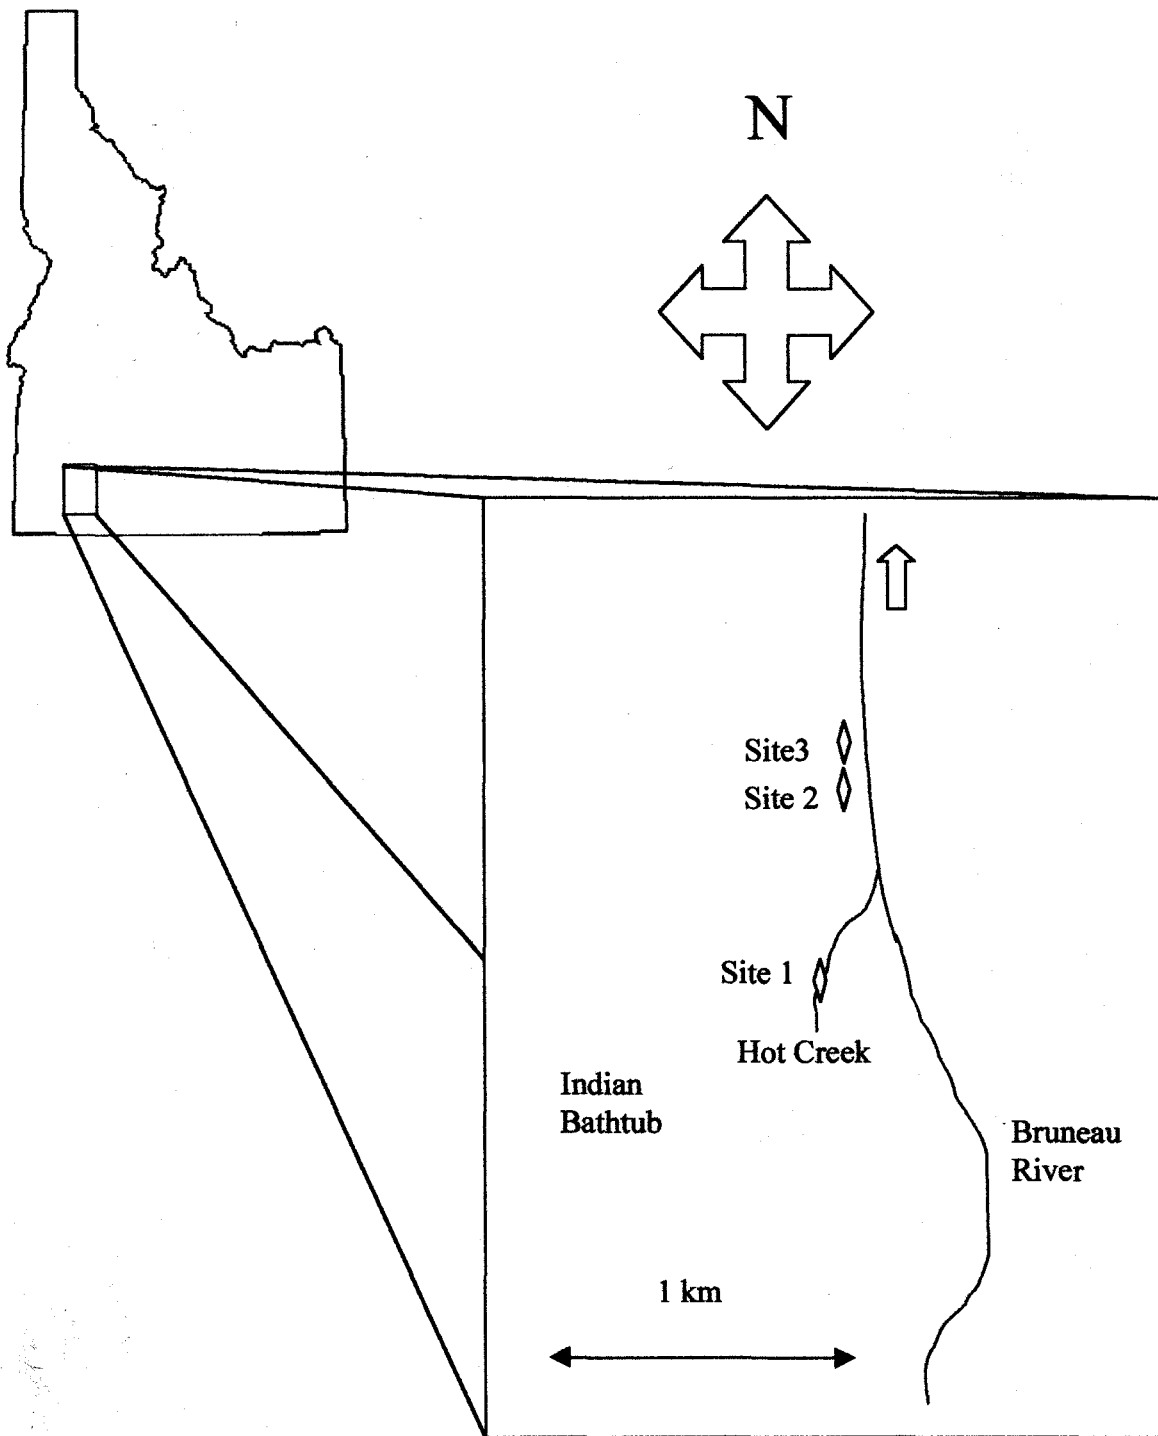 N
Site3
Site 2
Site 1
Hot Creek
Indian
Bathtub
Bruneau
River
1 km